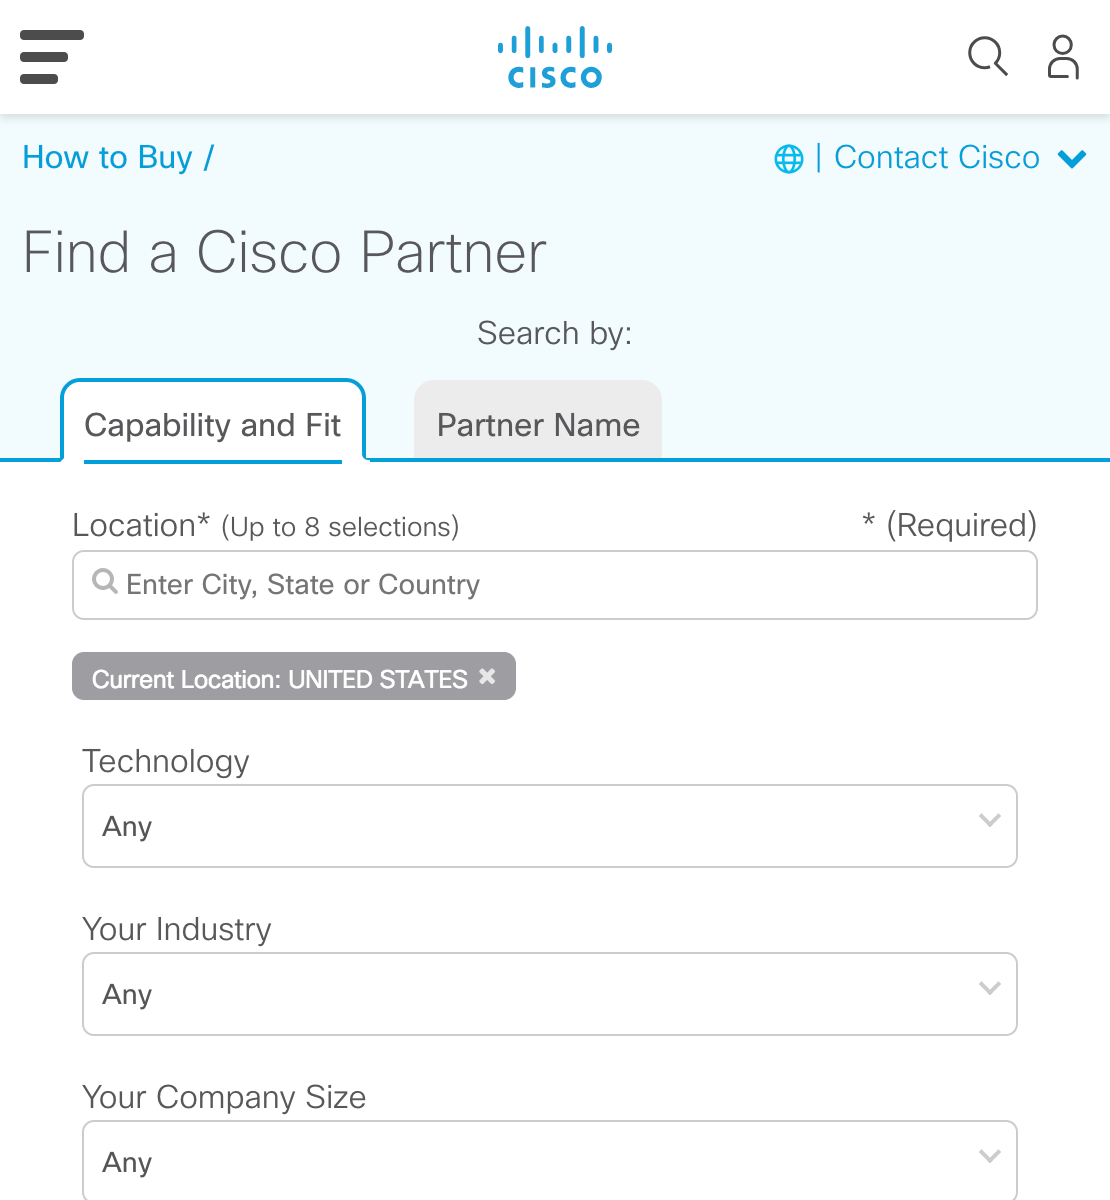 CISCO
How to Buy /
| Contact Cisco
Find a Cisco Partner
Search by:
Capability and Fit
Partner Name
Location* (Up to 8 selections)
* (Required)
Enter City, State or Country
Current Location: UNITED STATES
Technology
Any
Your Industry
Any
Your Company Size
Any